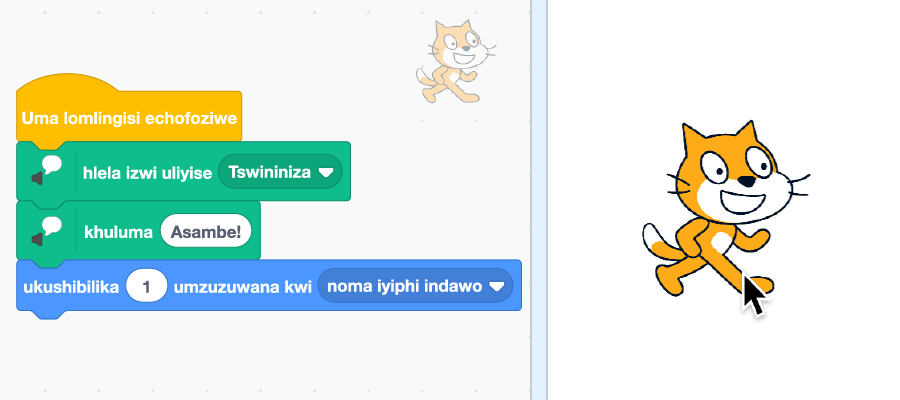 Uma lomlingisi echofoziwe
hlela izwi uliyise Tswininiza
khuluma Asambe!
ukushibilika 1 umzuzuwana kwi noma iyiphi indawo